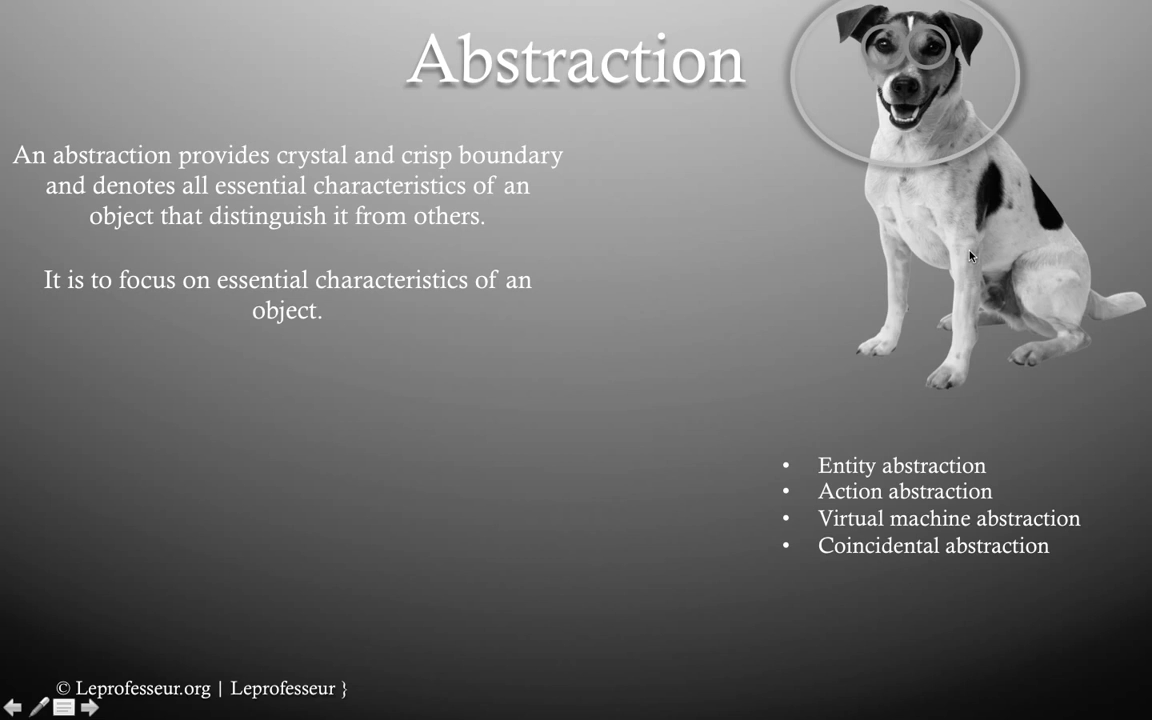 Abstraction
An abstraction provides crystal and crisp boundary
and denotes all essential characteristics of an
object that distinguish it from others.
It is to focus on essential characteristics of an
object.
• Entity abstraction
• Action abstraction
• Virtual machine abstraction
• Coincidental abstraction
© Leprofesseur.org | Leprofesseur }